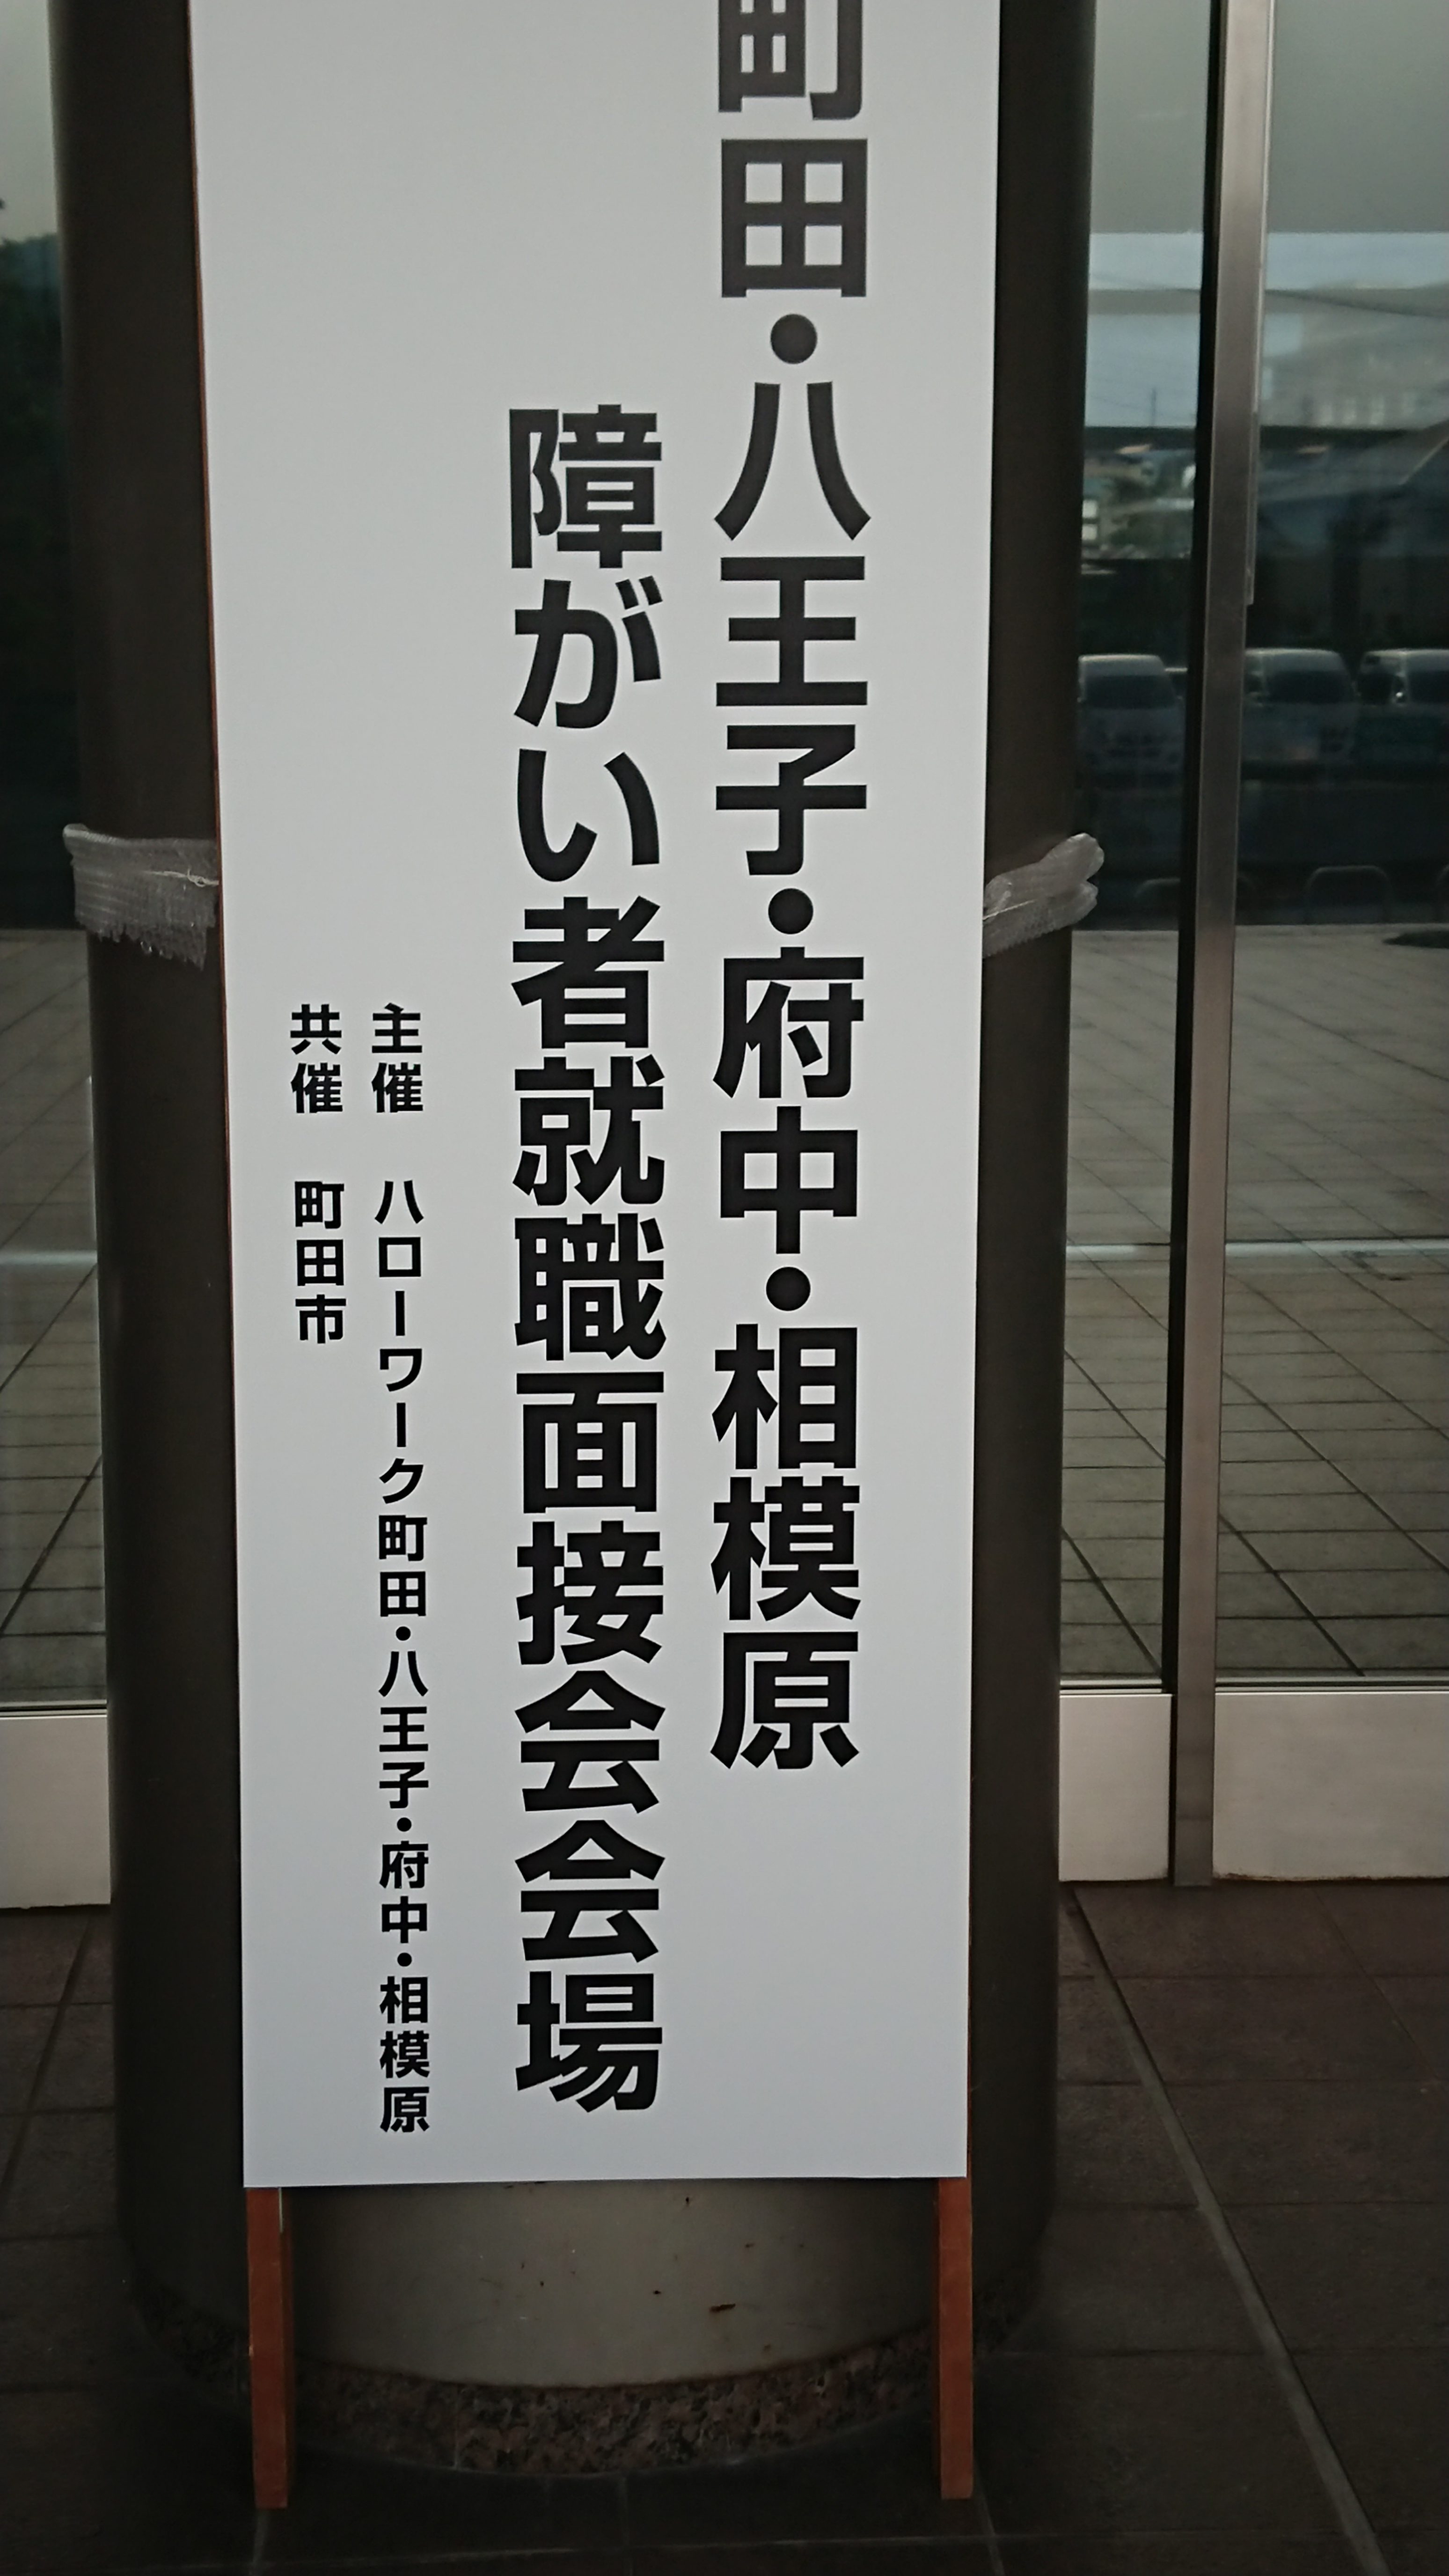 町田・八王子・府中・相模原
障がい者就職面接会会場
主催 ハローワーク町田・八王子・府中・相模原
共催 町田市